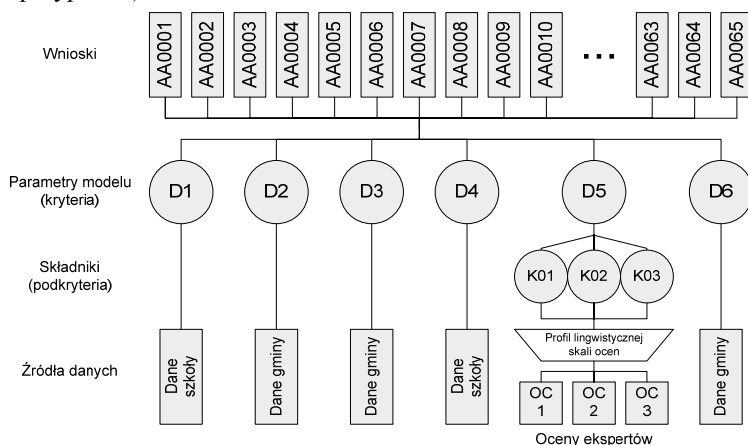 Wnioski
AA0001
AA0002
AA0003
AA0004
AA0005
AA0006
AA0007
AA0008
AA0009
AA0010
...
AA0063
AA0064
AA0065
Parametry modelu
(kryteria)
D1
D2
D3
D4
D5
D6
Składniki
(podkryteria)
K01
K02
K03
Źródła danych
Dane
szkoły
Dane gminy
Dane gminy
Dane
szkoły
Profil lingwistycznej
skali ocen
Dane gminy
OC
1
OC
2
OC
3
Oceny ekspertów